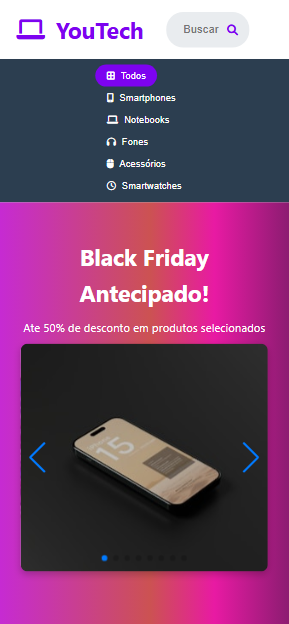 YouTech
Buscar
Todos
Smartphones
Notebooks
Fones
Acessórios
Smartwatches
Black Friday
Antecipado!
Ate 50% de desconto em produtos selecionados
15